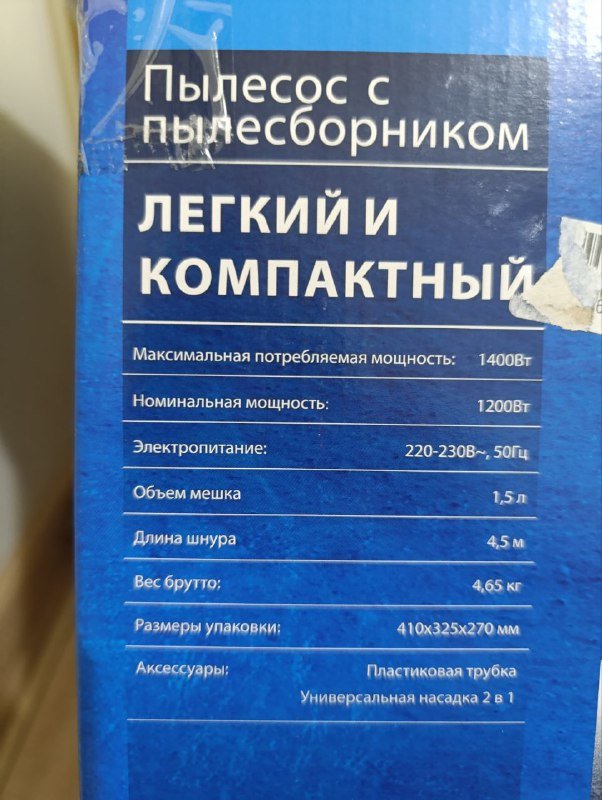 Пылесос с
пылесборником
ЛЕГКИЙ И
КОМПАКТНЫЙ
Максимальная потребляемая мощность: 1400Вт
Номинальная мощность: 1200Вт
Электропитание: 220-230В~, 50Гц
Объем мешка 1,5 л
Длина шнура 4,5 м
Вес брутто: 4,65 кг
Размеры упаковки: 410x325x270 мм
Аксессуары: Пластиковая трубка
Универсальная насадка 2 в 1